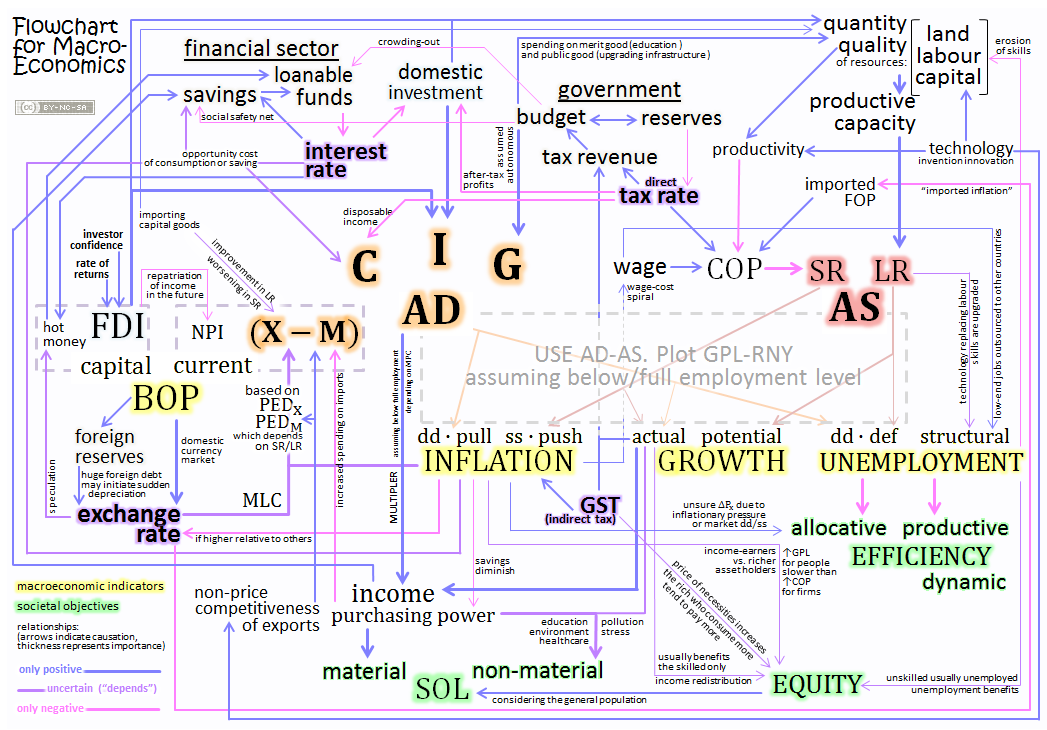 Flowchart
for Macro-
Economics
CC BY-NC-SA
financial sector
loanable
funds
savings
social safety net
crowding-out
domestic
investment
opportunity cost
of consumption or saving
interest
rate
after-tax
profits
assumed
autonomous
spending on merit good (education )
and public good (upgrading infrastructure )
government
budget
reserves
tax revenue
direct
tax rate
quantity
quality
of resources:
land
labour
capital
erosion
of skills
productive
capacity
productivity
technology
invention innovation
imported
FOP
"imported inflation"
importing
capital goods
disposable
income
improvement in LR
worsening in SR
investor
confidence
rate of
returns
repatriation
of income
in the future
C
I
G
AD
wage
wage-cost
spiral
COP
SR
LR
AS
hot
money
FDI
NPI
(X – M)
capital
current
BOP
USE AD-AS. Plot GPL-RNY
assuming below/full employment level
technology replacing labour
skills are upgraded
low-end jobs outsourced to other countries
based on
PEDX
PEDM
which depends
on SR/LR
increased spending on imports
MULTIPLER
assuming below full employment
depending on MPC
foreign
reserves
domestic
currency
market
huge foreign debt
may initiate sudden
depreciation
speculation
MLC
exchange
rate
if higher relative to others
dd · pull
ss · push
INFLATION
actual
potential
GROWTH
dd · def
structural
UNEMPLOYMENT
GST
(indirect tax)
unsure ΔPx due to
inflationary pressure
or market dd/ss
allocative
productive
EFFICIENCY
dynamic
income-earners
vs. richer
asset holders
↑GPL
for people
slower than
↑COP
for firms
savings
diminish
price of necessities increases
the rich who consume more
tend to pay more
macroeconomic indicators
societal objectives
relationships:
(arrows indicate causation,
thickness represents importance)
only positive
uncertain ("depends")
only negative
non-price
competitiveness
of exports
income
purchasing power
education
environment
healthcare
pollution
stress
material
non-material
SOL
considering the general population
usually benefits
the skilled only
income redistribution
EQUITY
unskilled usually unemployed
unemployment benefits